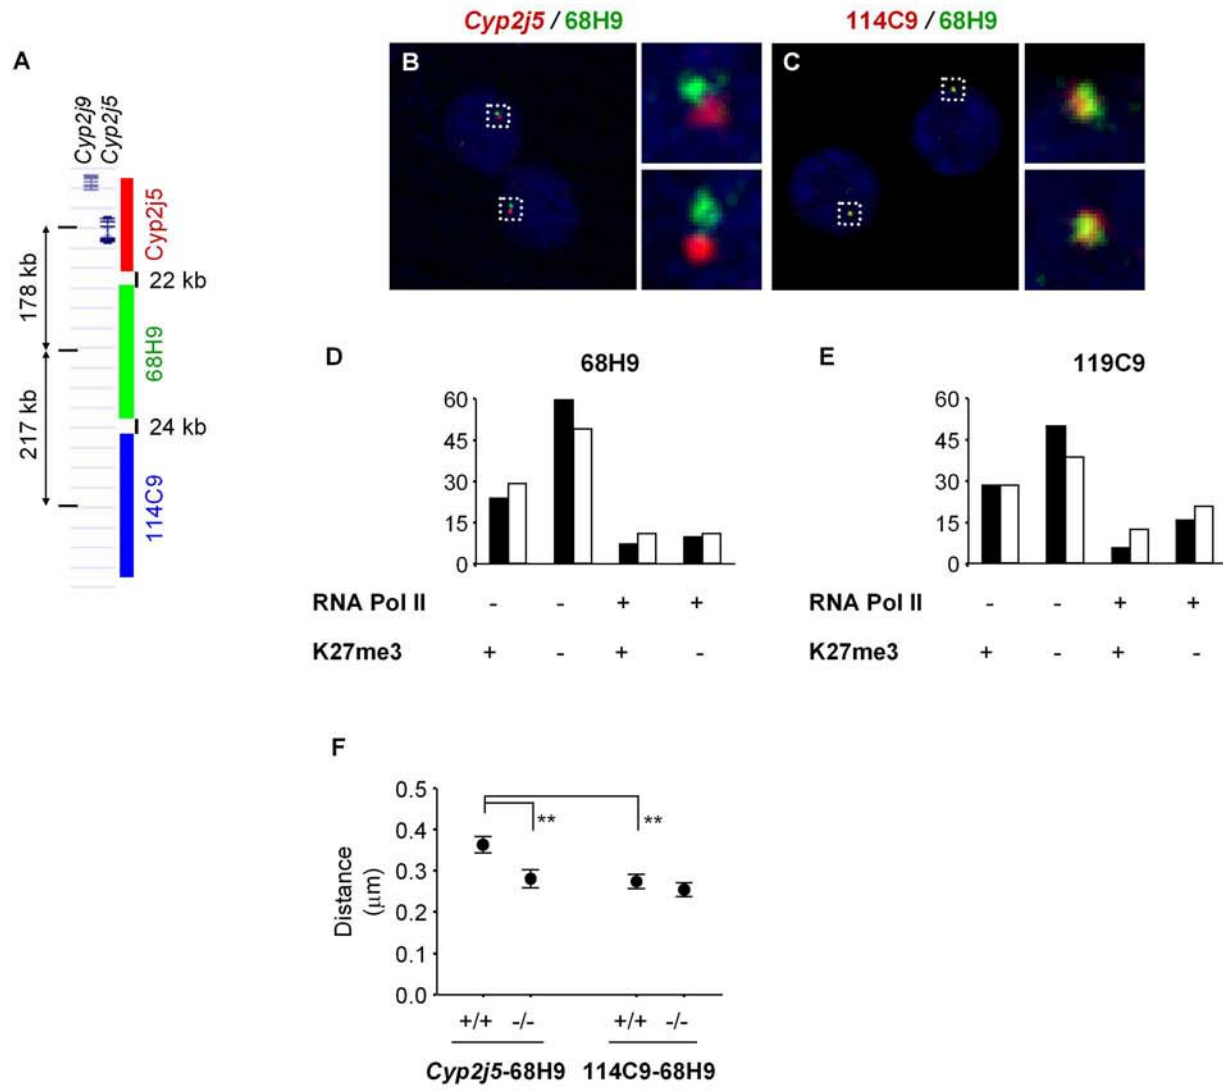 Cyp2j5 / 68H9
114C9 / 68H9
A
B
C
Cyp2j9
Cyp2j5
Cyp2j5
22 kb
178 kb
68H9
217 kb
24 kb
114C9
D
68H9
60
45
30
15
0
RNA Pol II - - + +
K27me3 + - + -
E
119C9
60
45
30
15
0
RNA Pol II - - + +
K27me3 + - + -
F
0.5
0.4
0.3
0.2
0.1
0.0
Distance
(μm)
** **
+/+ -/- +/+ -/-
Cyp2j5-68H9 114C9-68H9